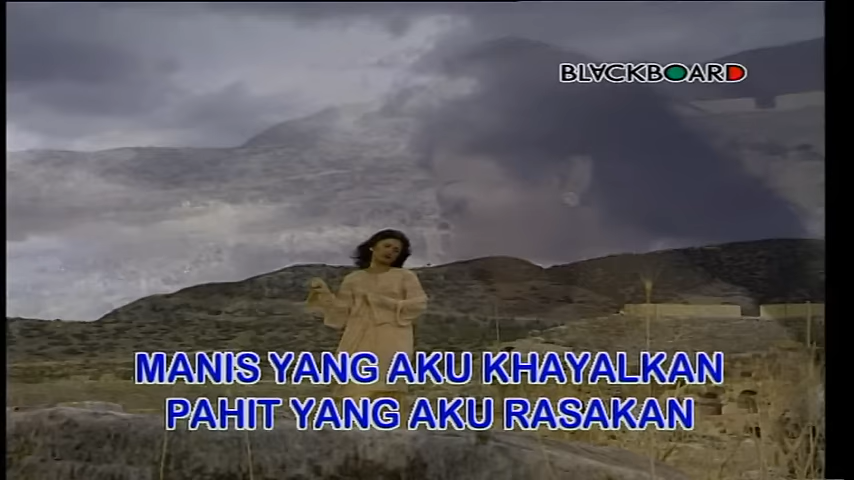 BLACKBOARD
MANIS YANG AKU KHAYALKAN
PAHIT YANG AKU RASAKAN